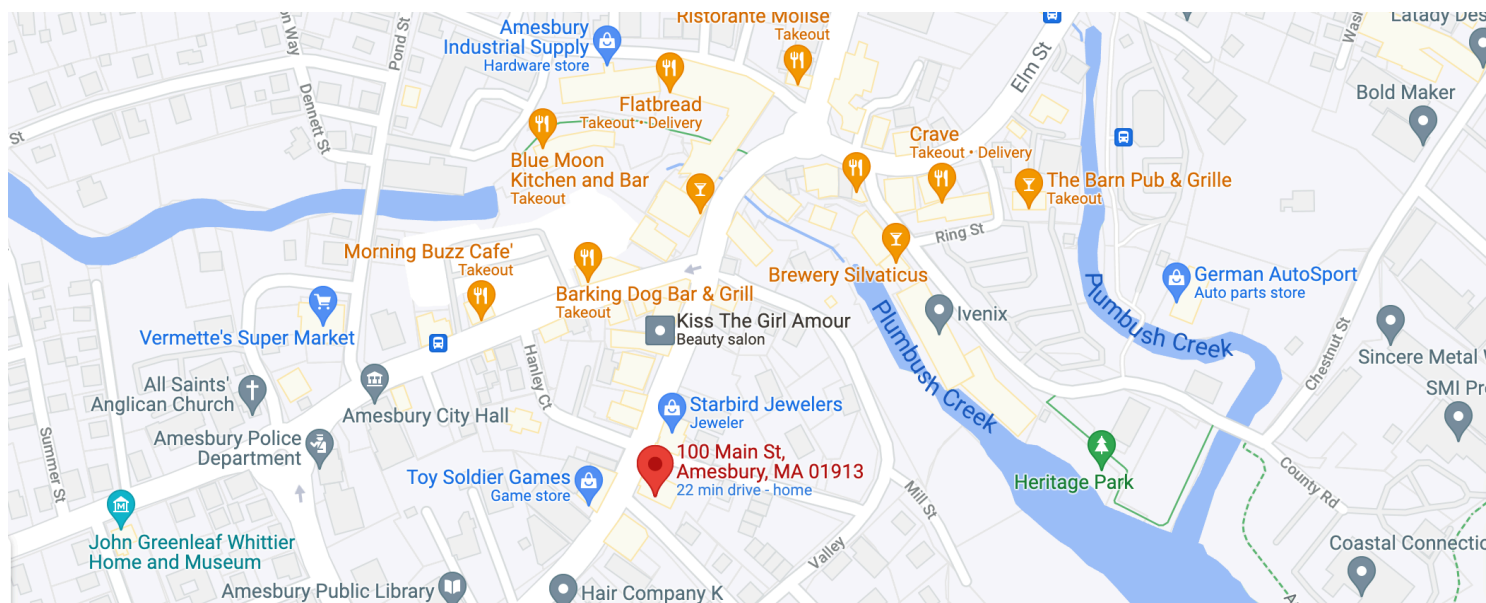 Ristorante Molise
Takeout
Latady Des
Amesbury
Industrial Supply
Hardware store
Pond St
Elm St
Bold Maker
Flatbread
Takeout • Delivery
Dennett St
St
Crave
Takeout • Delivery
Blue Moon
Kitchen and Bar
Takeout
The Barn Pub & Grille
Takeout
Ring St
Morning Buzz Cafe'
Takeout
Brewery Silvaticus
German AutoSport
Auto parts store
Barking Dog Bar & Grill
Takeout
Plumbush Creek
Ivenix
Kiss The Girl Amour
Beauty salon
Vermette's Super Market
Plumbush Creek
Chestnut St
Sincere Metal W
All Saints'
Anglican Church
Hanley Ct
SMI Pr
Amesbury City Hall
Starbird Jewelers
Jeweler
Summer St
Amesbury Police
Department
100 Main St,
Amesbury, MA 01913
22 min drive - home
Toy Soldier Games
Game store
Heritage Park
County Rd
Mill St
John Greenleaf Whittier
Home and Museum
Valley
Coastal Connectio
Amesbury Public Library
Hair Company K